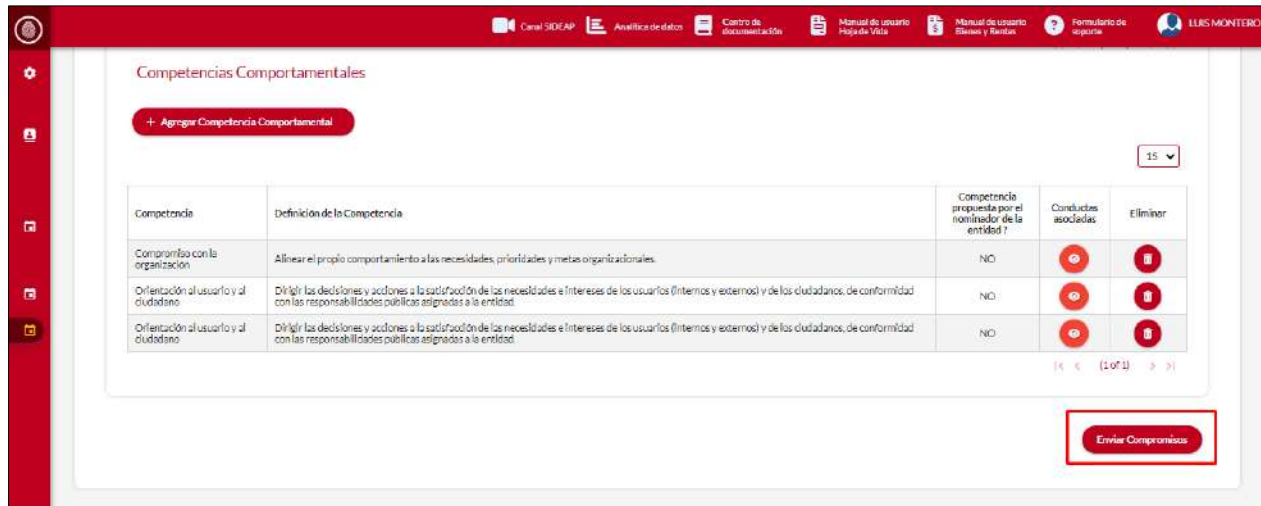 Canal SIDEAP
Analítica de datos
Centro de
documentación
Manual de usuario
Hoja de Vida
Manual de usuario
Bienes y Rentas
Formulario de
soporte
LUIS MONTERO
Competencias Comportamentales
+ Agregar Competencia Comportamental
15
Competencia
Definición de la Competencia
Competencia
propuesta por el
nominador de la
entidad ?
Conductas
asociadas
Eliminar
Compromiso con la
organización
Alinear el propio comportamiento a las necesidades, prioridades y metas organizacionales.
NO
Orientación al usuario y al
ciudadano
Dirigir las decisiones y acciones a la satisfacción de las necesidades e intereses de los usuarios (internos y externos) y de los ciudadanos, de conformidad
con las responsabilidades públicas asignadas a la entidad.
NO
Orientación al usuario y al
ciudadano
Dirigir las decisiones y acciones a la satisfacción de las necesidades e intereses de los usuarios (internos y externos) y de los ciudadanos, de conformidad
con las responsabilidades públicas asignadas a la entidad.
NO
(1 of 1)
Enviar Compromisos